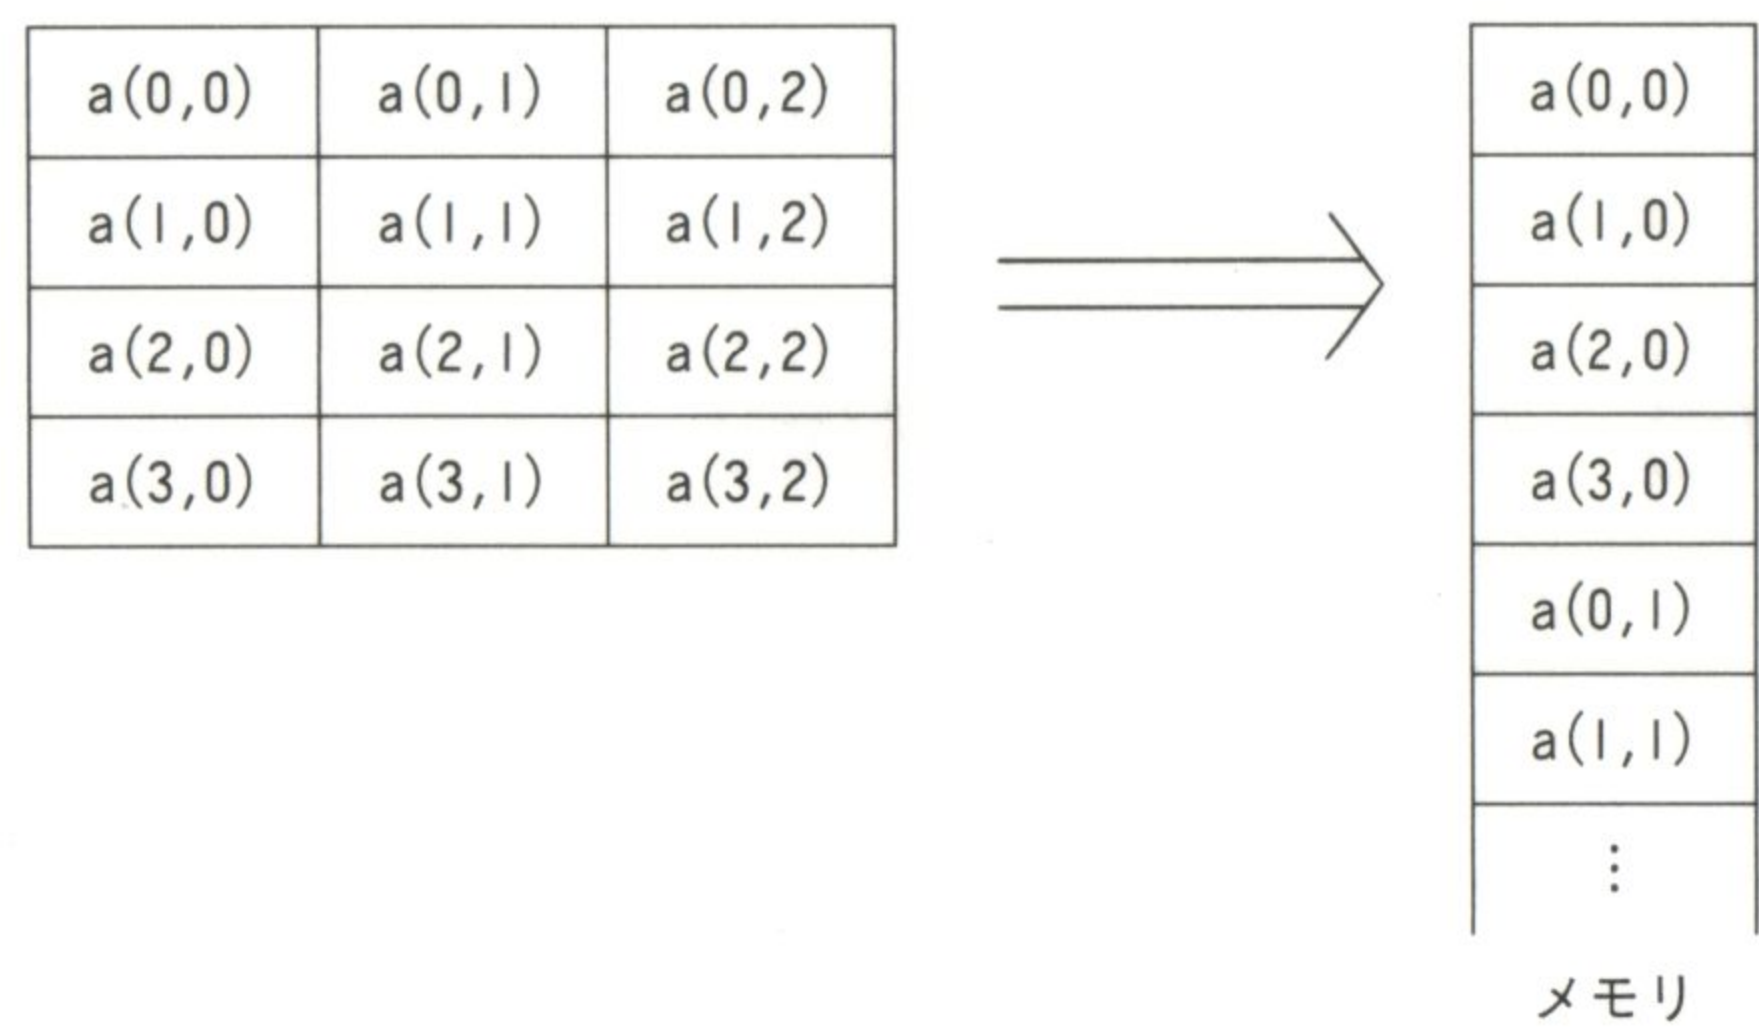 a(0,0) a(0,1) a(0,2)
a(1,0) a(1,1) a(1,2)
a(2,0) a(2,1) a(2,2)
a(3,0) a(3,1) a(3,2)
a(0,0)
a(1,0)
a(2,0)
a(3,0)
a(0,1)
a(1,1)
⋮
メモリ